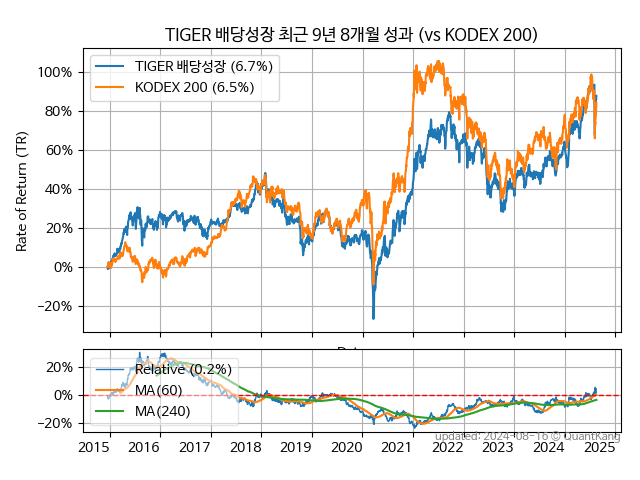 TIGER 배당성장 최근 9년 8개월 성과 (vs KODEX 200)
Rate of Return (TR)
100%
80%
60%
40%
20%
0%
−20%
TIGER 배당성장 (6.7%)
KODEX 200 (6.5%)
20%
0%
−20%
Relative (0.2%)
MA(60)
MA(240)
updated: 2024-08-16 © QuantKang
2015 2016 2017 2018 2019 2020 2021 2022 2023 2024 2025